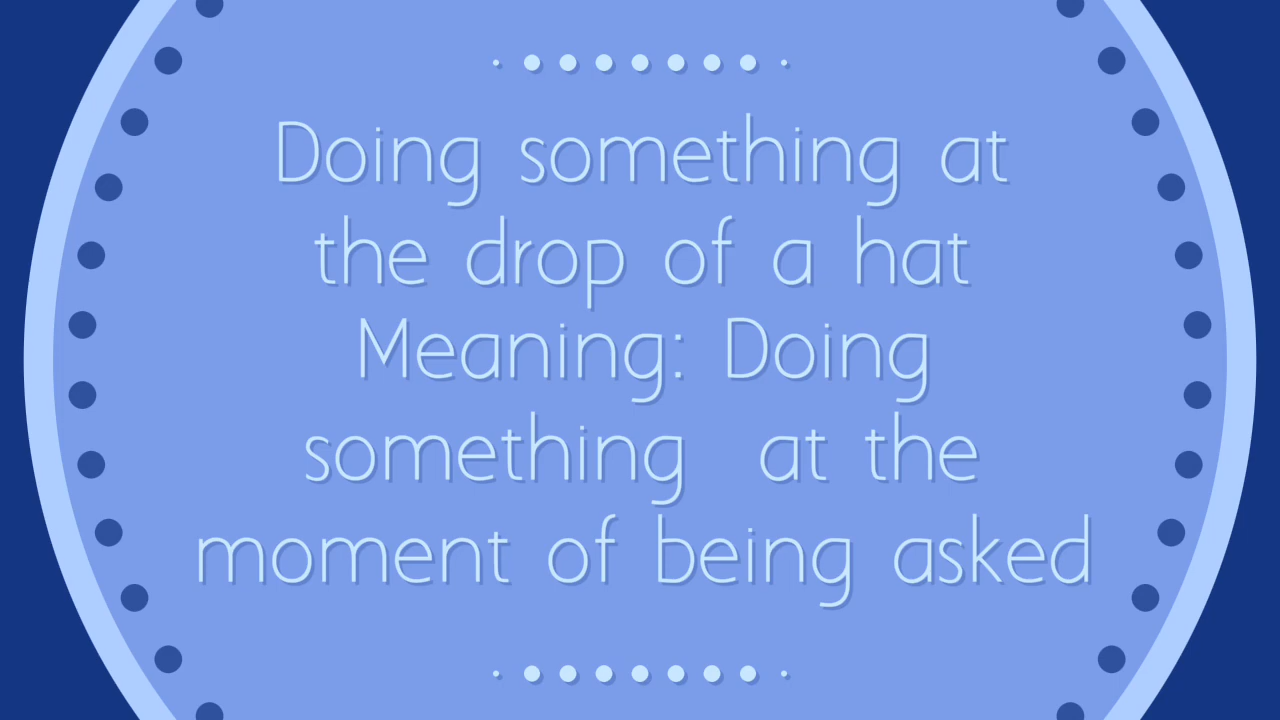 Doing something at
the drop of a hat
Meaning: Doing
something at the
moment of being asked